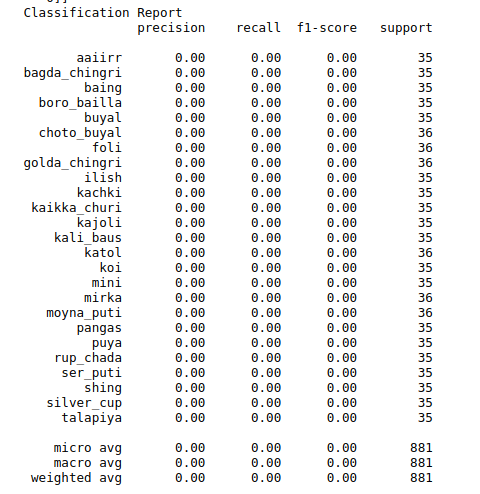 Classification Report
precision recall f1-score support
aaiirr 0.00 0.00 0.00 35
bagda_chingri 0.00 0.00 0.00 35
baing 0.00 0.00 0.00 35
boro_bailla 0.00 0.00 0.00 35
buyal 0.00 0.00 0.00 35
choto_buyal 0.00 0.00 0.00 36
foli 0.00 0.00 0.00 36
golda_chingri 0.00 0.00 0.00 36
ilish 0.00 0.00 0.00 35
kachki 0.00 0.00 0.00 35
kaikka_churi 0.00 0.00 0.00 35
kajoli 0.00 0.00 0.00 35
kali_baus 0.00 0.00 0.00 35
katol 0.00 0.00 0.00 36
koi 0.00 0.00 0.00 35
mini 0.00 0.00 0.00 35
mirka 0.00 0.00 0.00 36
moyna_puti 0.00 0.00 0.00 36
pangas 0.00 0.00 0.00 35
puya 0.00 0.00 0.00 35
rup_chada 0.00 0.00 0.00 35
ser_puti 0.00 0.00 0.00 35
shing 0.00 0.00 0.00 35
silver_cup 0.00 0.00 0.00 35
talapiya 0.00 0.00 0.00 35
micro avg 0.00 0.00 0.00 881
macro avg 0.00 0.00 0.00 881
weighted avg 0.00 0.00 0.00 881